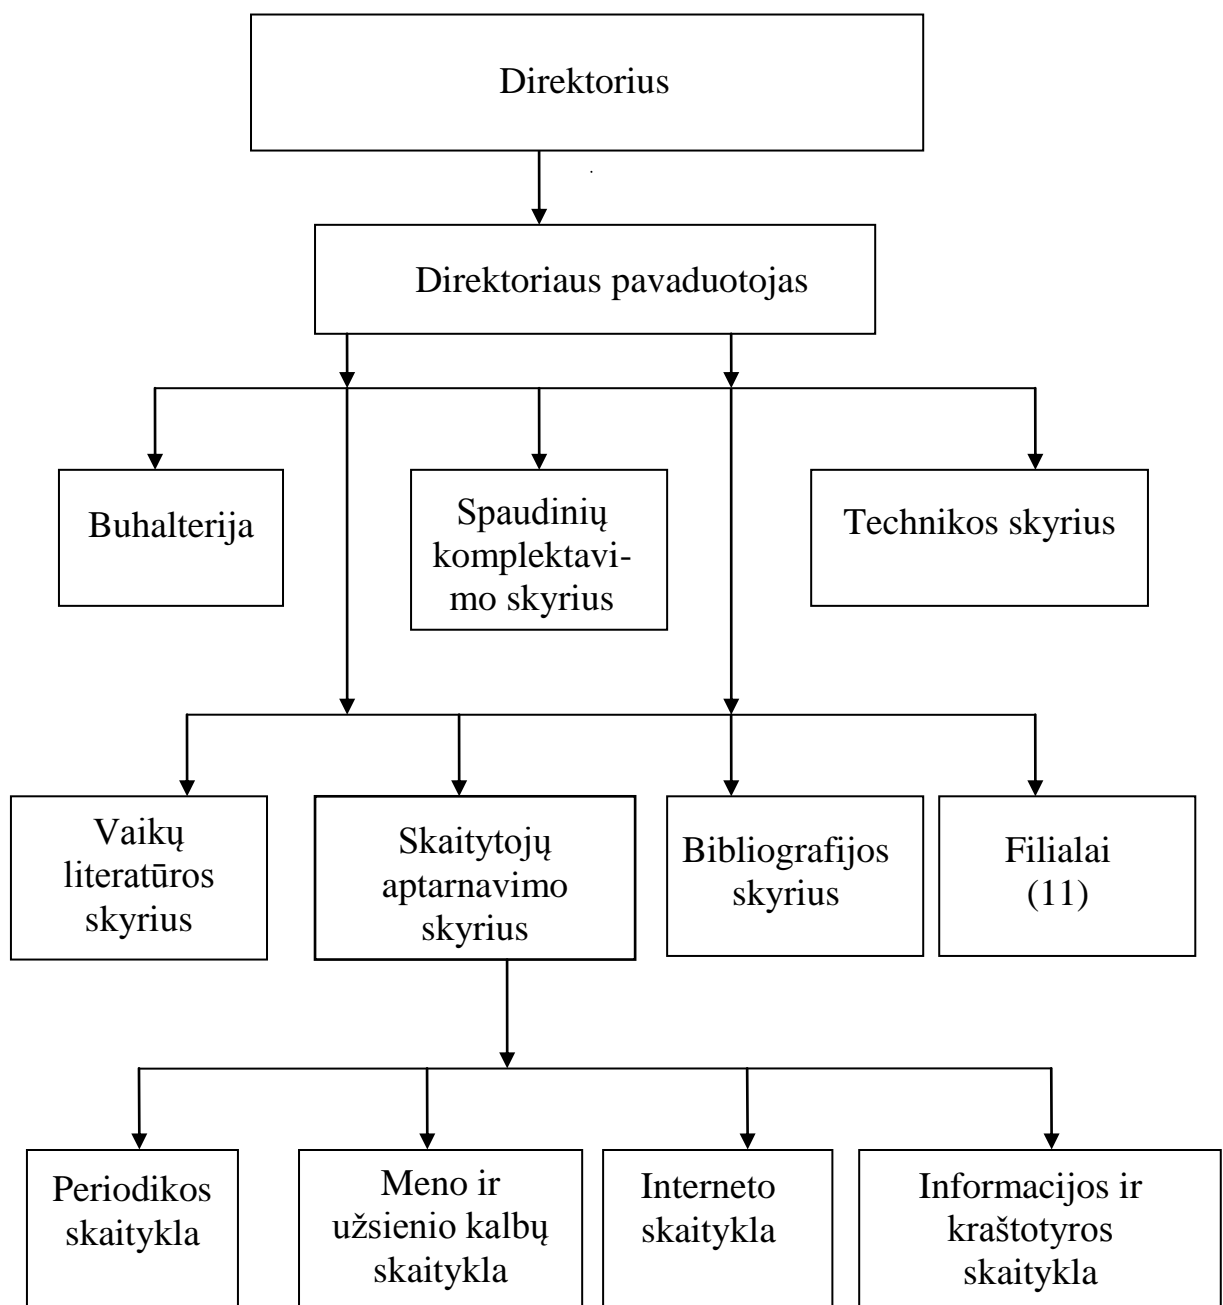 Direktorius
Direktoriaus pavaduotojas
Buhalterija
Spaudinių
komplektavi-
mo skyrius
Technikos skyrius
Vaikų
literatūros
skyrius
Skaitytojų
aptarnavimo
skyrius
Bibliografijos
skyrius
Filialai
(11)
Periodikos
skaitykla
Meno ir
užsienio kalbų
skaitykla
Interneto
skaitykla
Informacijos ir
kraštotyros
skaitykla